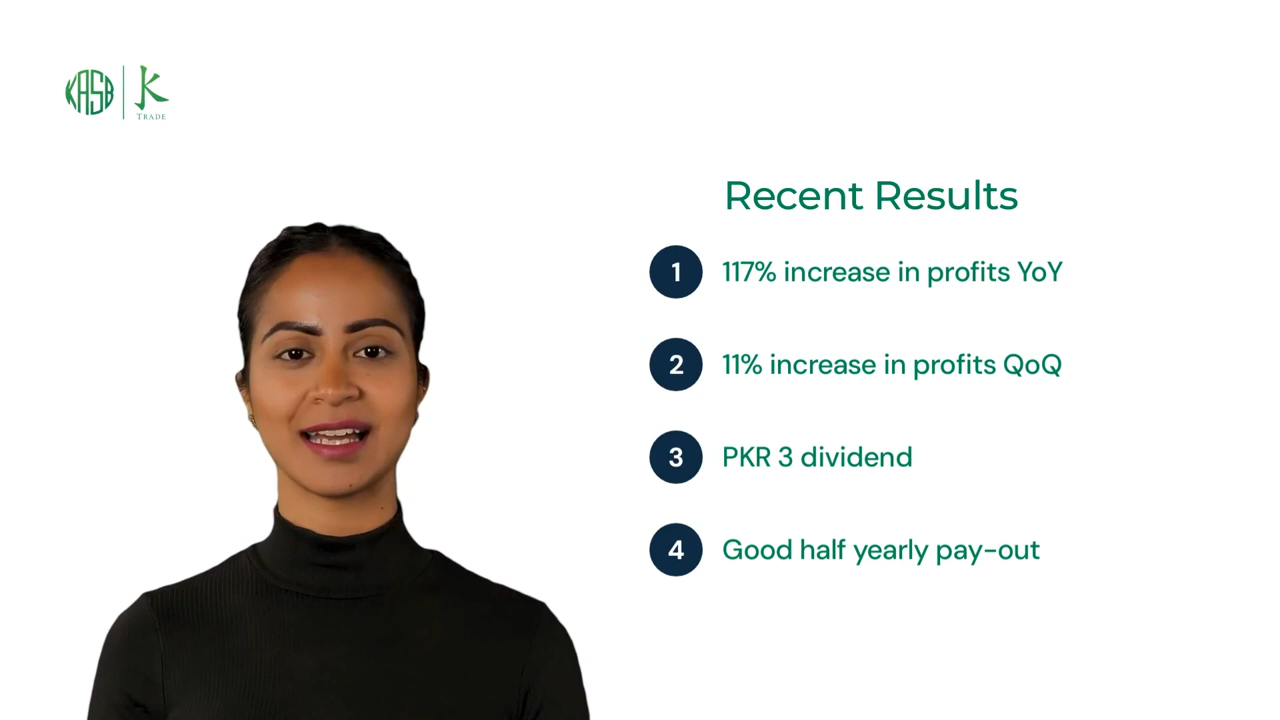 KASB
K
TRADE
Recent Results
1 117% increase in profits YoY
2 11% increase in profits QoQ
3 PKR 3 dividend
4 Good half yearly pay-out